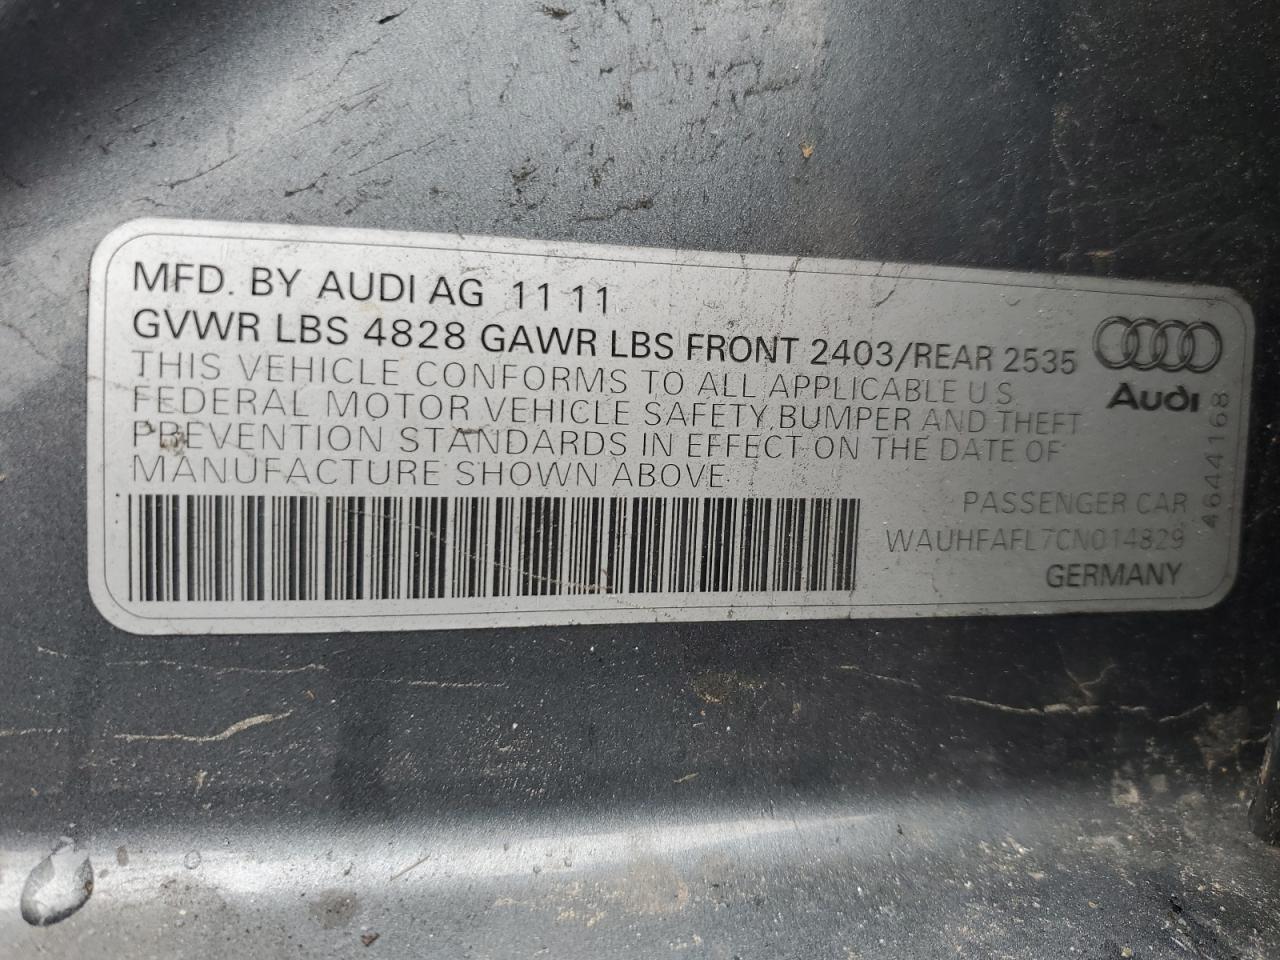 MFD. BY AUDI AG 11 11
GVWR LBS 4828 GAWR LBS FRONT 2403/REAR 2535
THIS VEHICLE CONFORMS TO ALL APPLICABLE U.S.
FEDERAL MOTOR VEHICLE SAFETY, BUMPER AND THEFT
PREVENTION STANDARDS IN EFFECT ON THE DATE OF
MANUFACTURE SHOWN ABOVE.
Audi
PASSENGER CAR
WAUHFAFL7CN014829
GERMANY
4644168